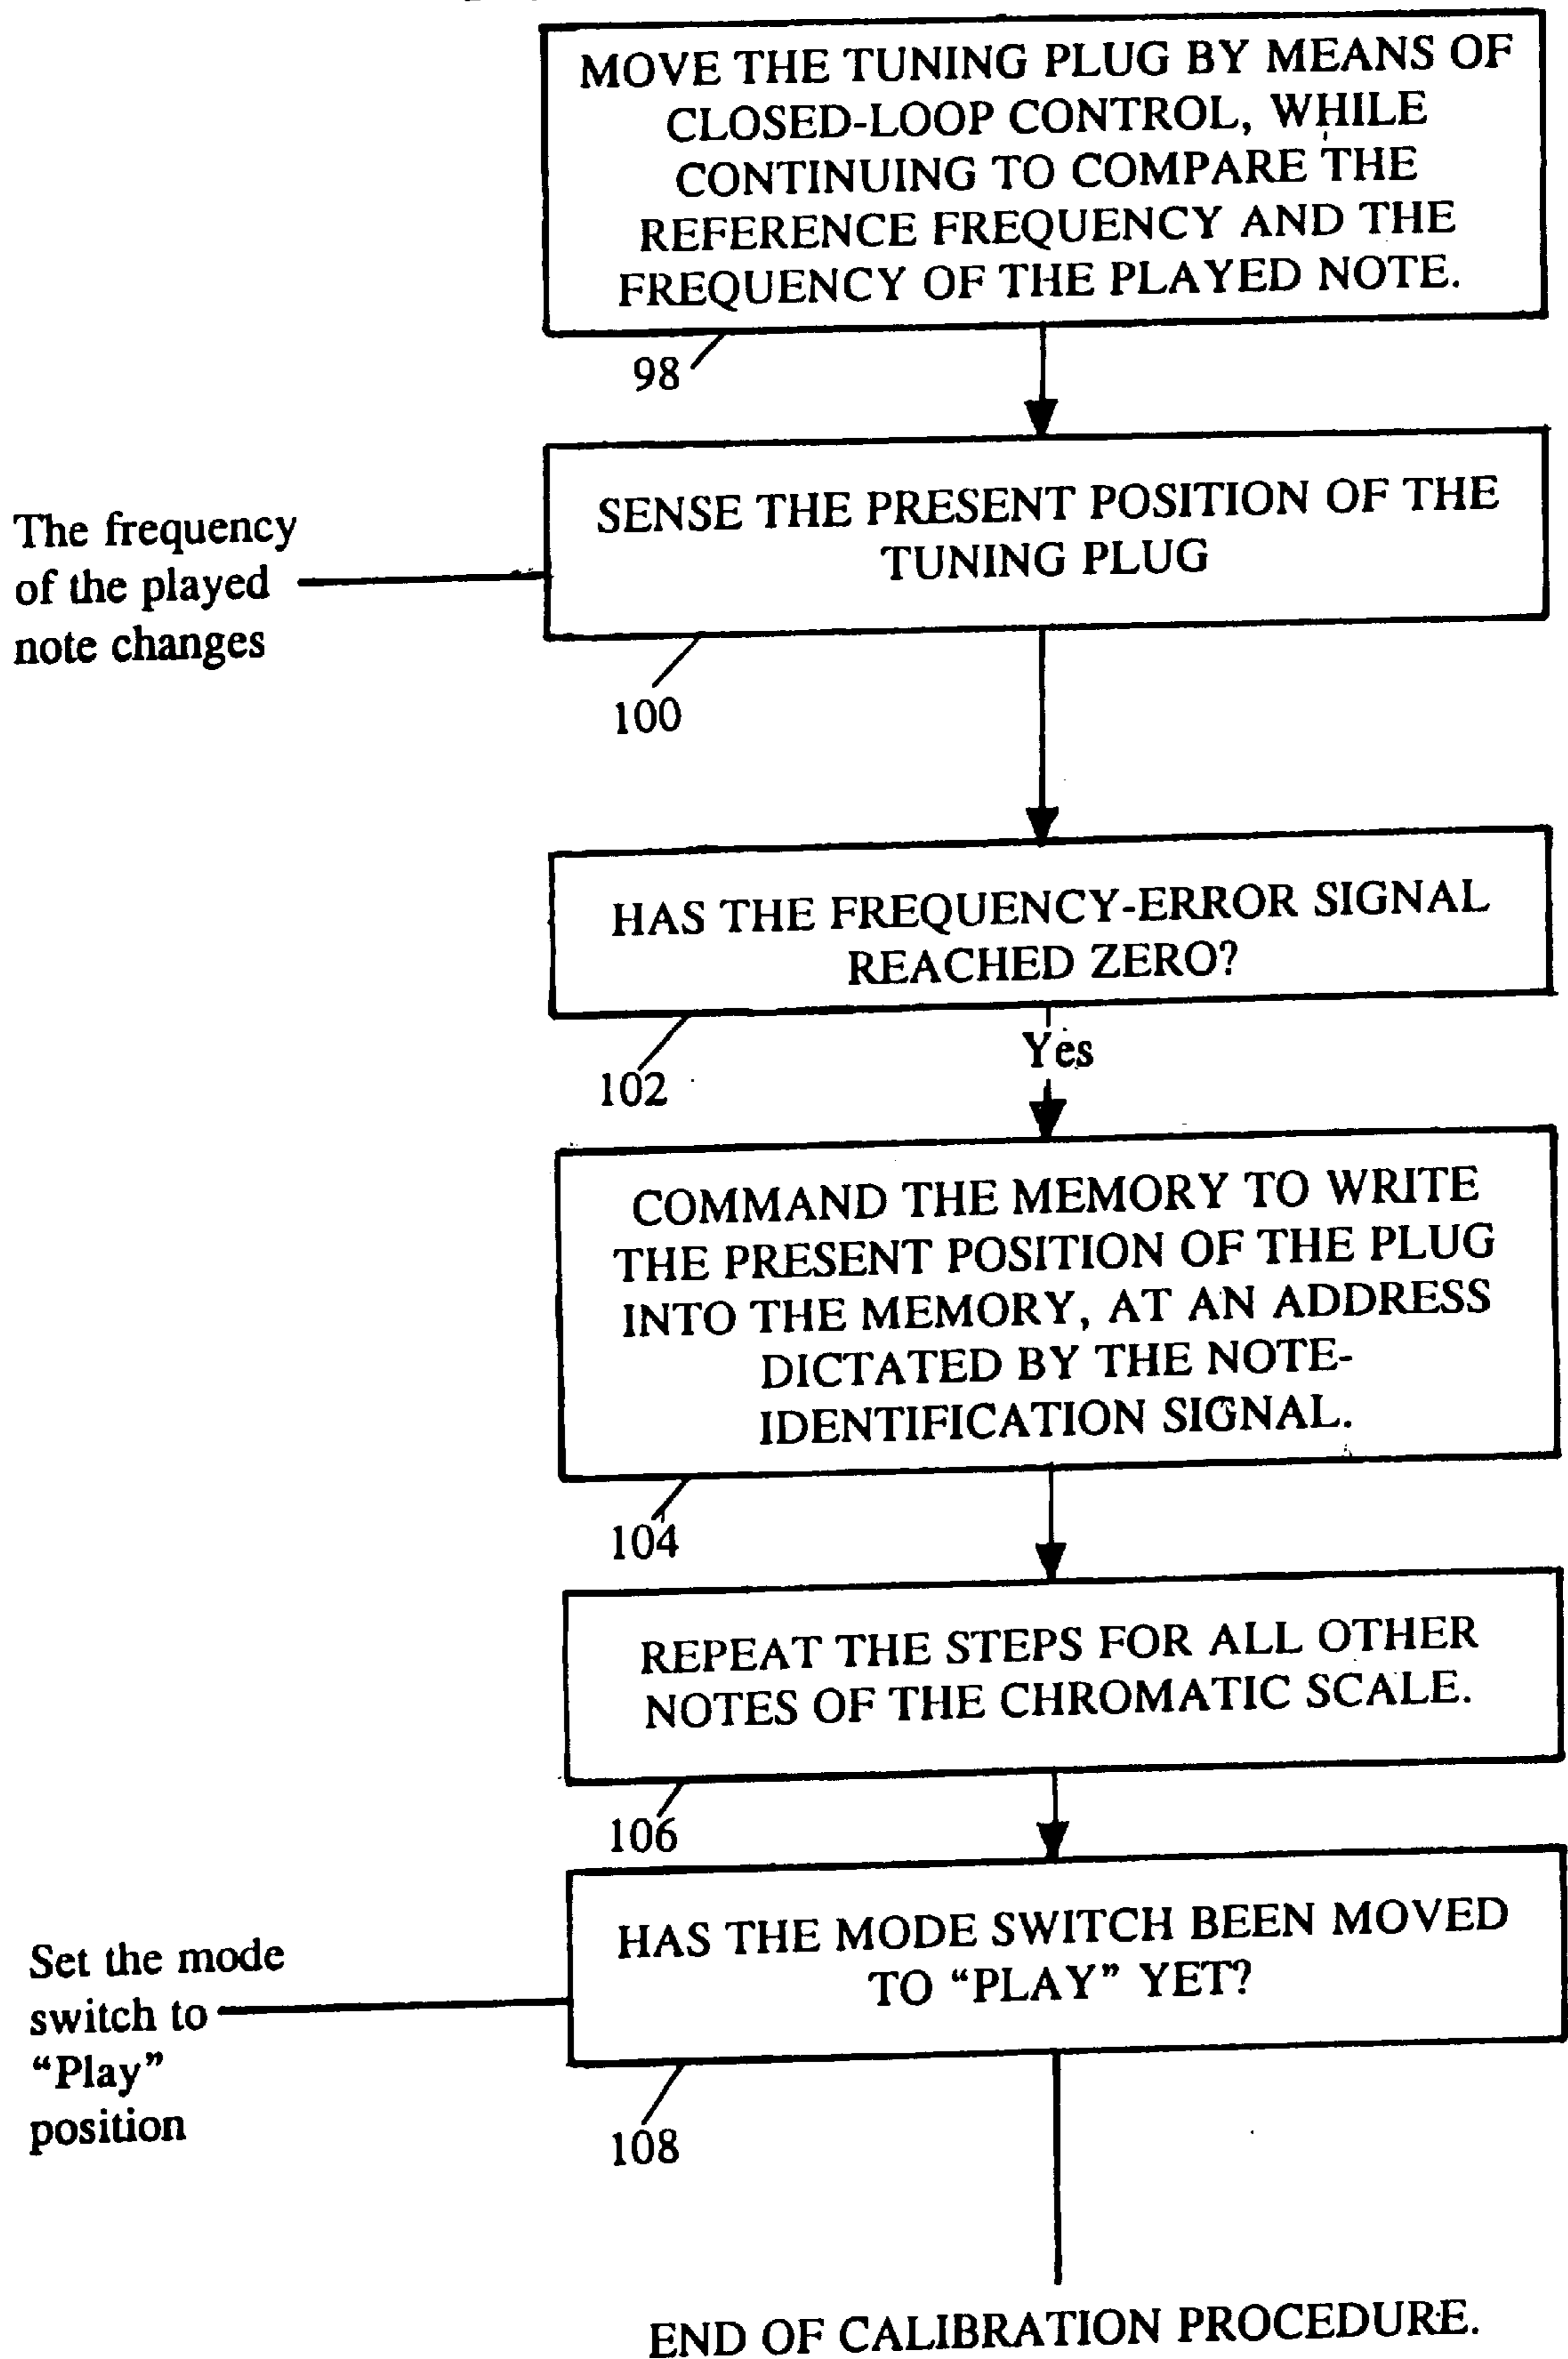 MOVE THE TUNING PLUG BY MEANS OF
CLOSED-LOOP CONTROL, WHILE
CONTINUING TO COMPARE THE
REFERENCE FREQUENCY AND THE
FREQUENCY OF THE PLAYED NOTE.
98
SENSE THE PRESENT POSITION OF THE
TUNING PLUG
The frequency
of the played
note changes
100
HAS THE FREQUENCY-ERROR SIGNAL
REACHED ZERO?
102
Yes
COMMAND THE MEMORY TO WRITE
THE PRESENT POSITION OF THE PLUG
INTO THE MEMORY, AT AN ADDRESS
DICTATED BY THE NOTE-
IDENTIFICATION SIGNAL.
104
REPEAT THE STEPS FOR ALL OTHER
NOTES OF THE CHROMATIC SCALE.
106
HAS THE MODE SWITCH BEEN MOVED
TO “PLAY” YET?
Set the mode
switch to
“Play”
position
108
END OF CALIBRATION PROCEDURE.